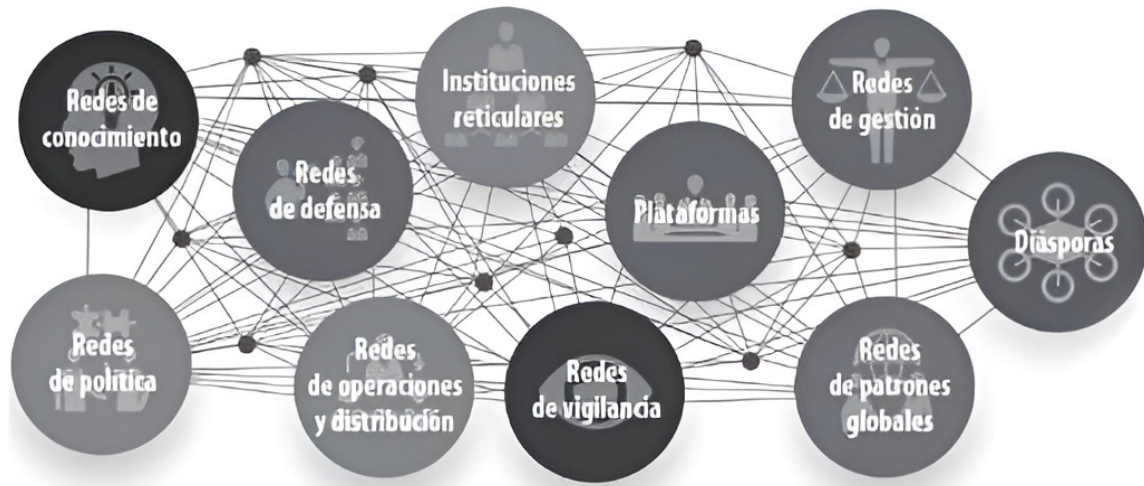 Redes de
conocimiento
Redes
de defensa
Instituciones
reticulares
Plataformas
Redes
de gestión
Diásporas
Redes
de política
Redes
de operaciones
y distribución
Redes
de vigilancia
Redes
de patrones
globales